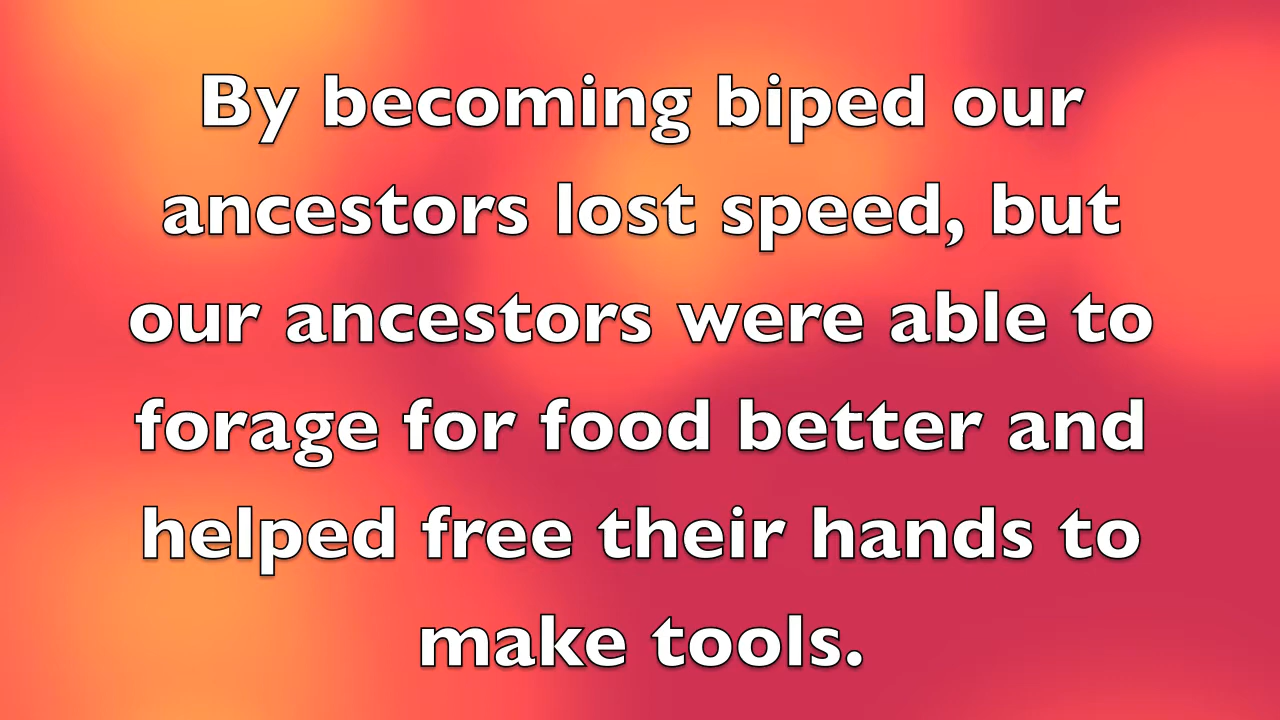 By becoming biped our
ancestors lost speed, but
our ancestors were able to
forage for food better and
helped free their hands to
make tools.